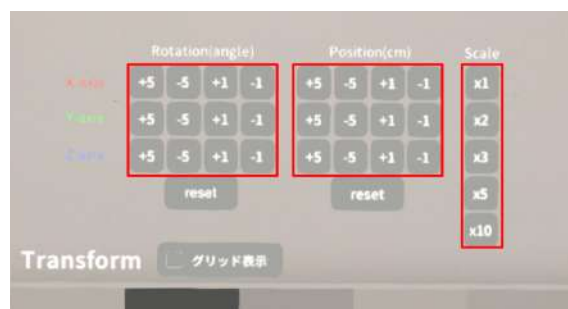 Rotation(angle) Position(cm) Scale
X-axis +5 -5 +1 -1 +5 -5 +1 -1 x1
Y-axis +5 -5 +1 -1 +5 -5 +1 -1 x2
Z-axis +5 -5 +1 -1 +5 -5 +1 -1 x3
reset reset x5
x10
Transform グリッド表示